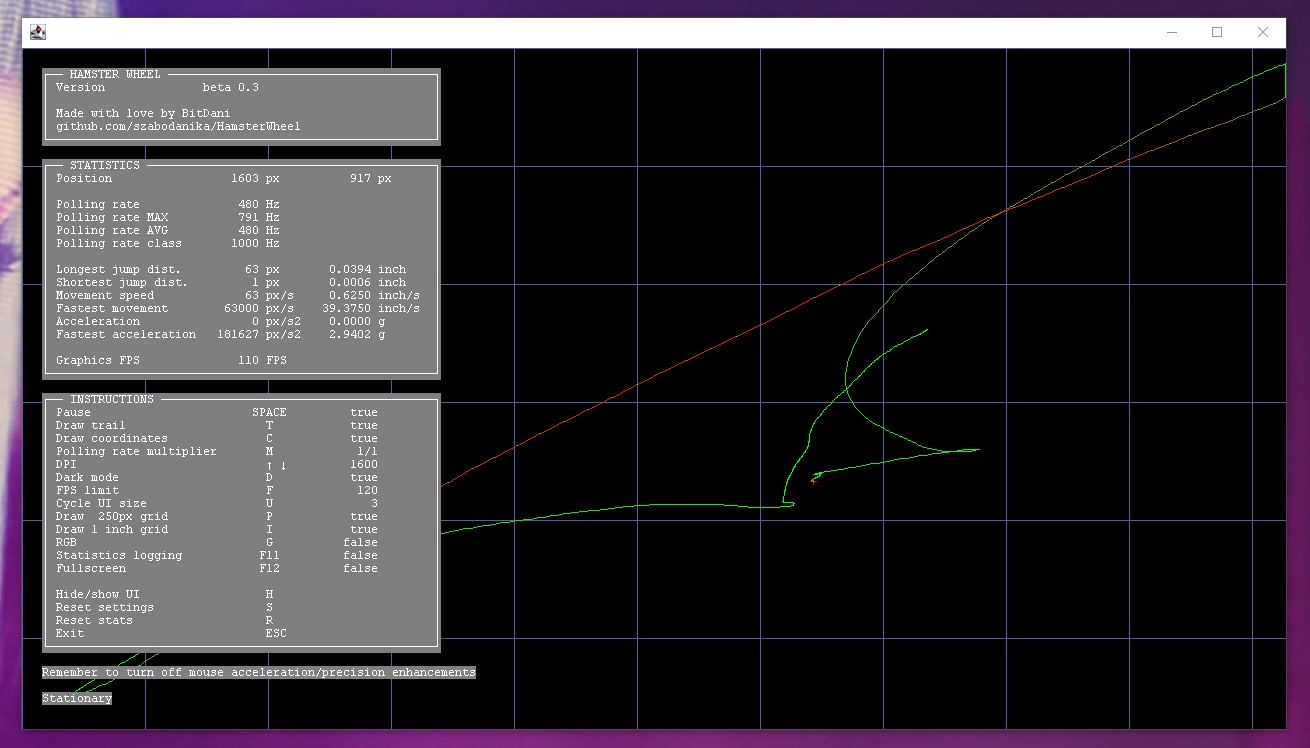 HAMSTER WHEEL
Version beta 0.3
Made with love by BitDani
github.com/szabodanika/HamsterWheel
STATISTICS
Position 1603 px 917 px
Polling rate 480 Hz
Polling rate MAX 791 Hz
Polling rate AVG 480 Hz
Polling rate class 1000 Hz
Longest jump dist. 63 px 0.0394 inch
Shortest jump dist. 1 px 0.0006 inch
Movement speed 63 px/s 0.6250 inch/s
Fastest movement 63000 px/s 39.3750 inch/s
Acceleration 0 px/s2 0.0000 g
Fastest acceleration 181627 px/s2 2.9402 g
Graphics FPS 110 FPS
INSTRUCTIONS
Pause SPACE true
Draw trail T true
Draw coordinates C true
Polling rate multiplier M 1/1
DPI ↑ ↓ 1600
Dark mode D true
FPS limit F 120
Cycle UI size U 3
Draw 250px grid P true
Draw 1 inch grid I true
RGB G false
Statistics logging F11 false
Fullscreen F12 false
Hide/show UI H
Reset settings S
Reset stats R
Exit ESC
Remember to turn off mouse acceleration/precision enhancements
Stationary